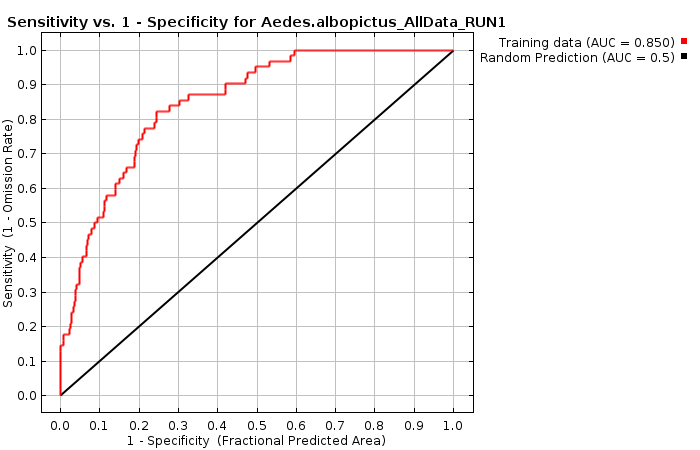 Sensitivity vs. 1 - Specificity for Aedes.albopictus_AllData_RUN1
Training data (AUC = 0.850)
Random Prediction (AUC = 0.5)
Sensitivity (1 - Omission Rate)
1.0
0.9
0.8
0.7
0.6
0.5
0.4
0.3
0.2
0.1
0.0
0.0 0.1 0.2 0.3 0.4 0.5 0.6 0.7 0.8 0.9 1.0
1 - Specificity (Fractional Predicted Area)